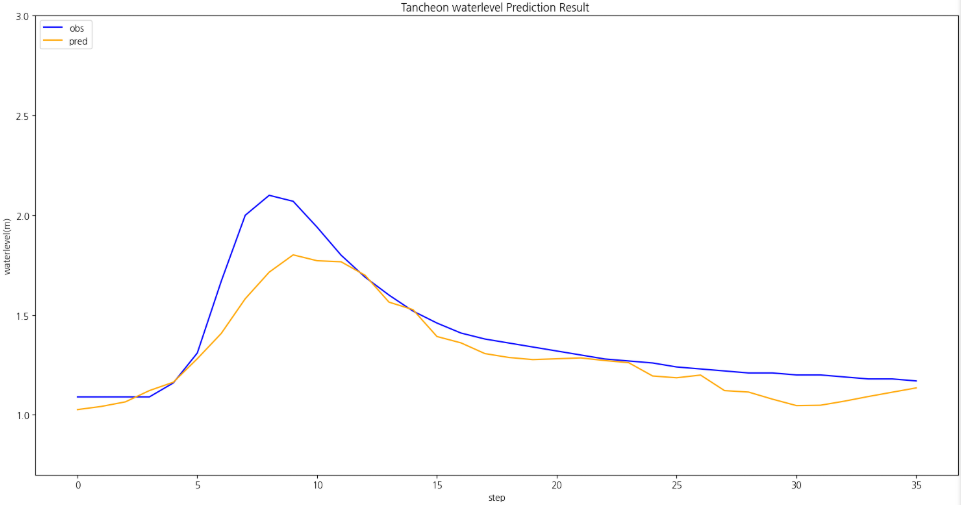 Tancheon waterlevel Prediction Result
obs
pred
3.0
2.5
2.0
1.5
1.0
waterlevel(m)
0 5 10 15 20 25 30 35
step